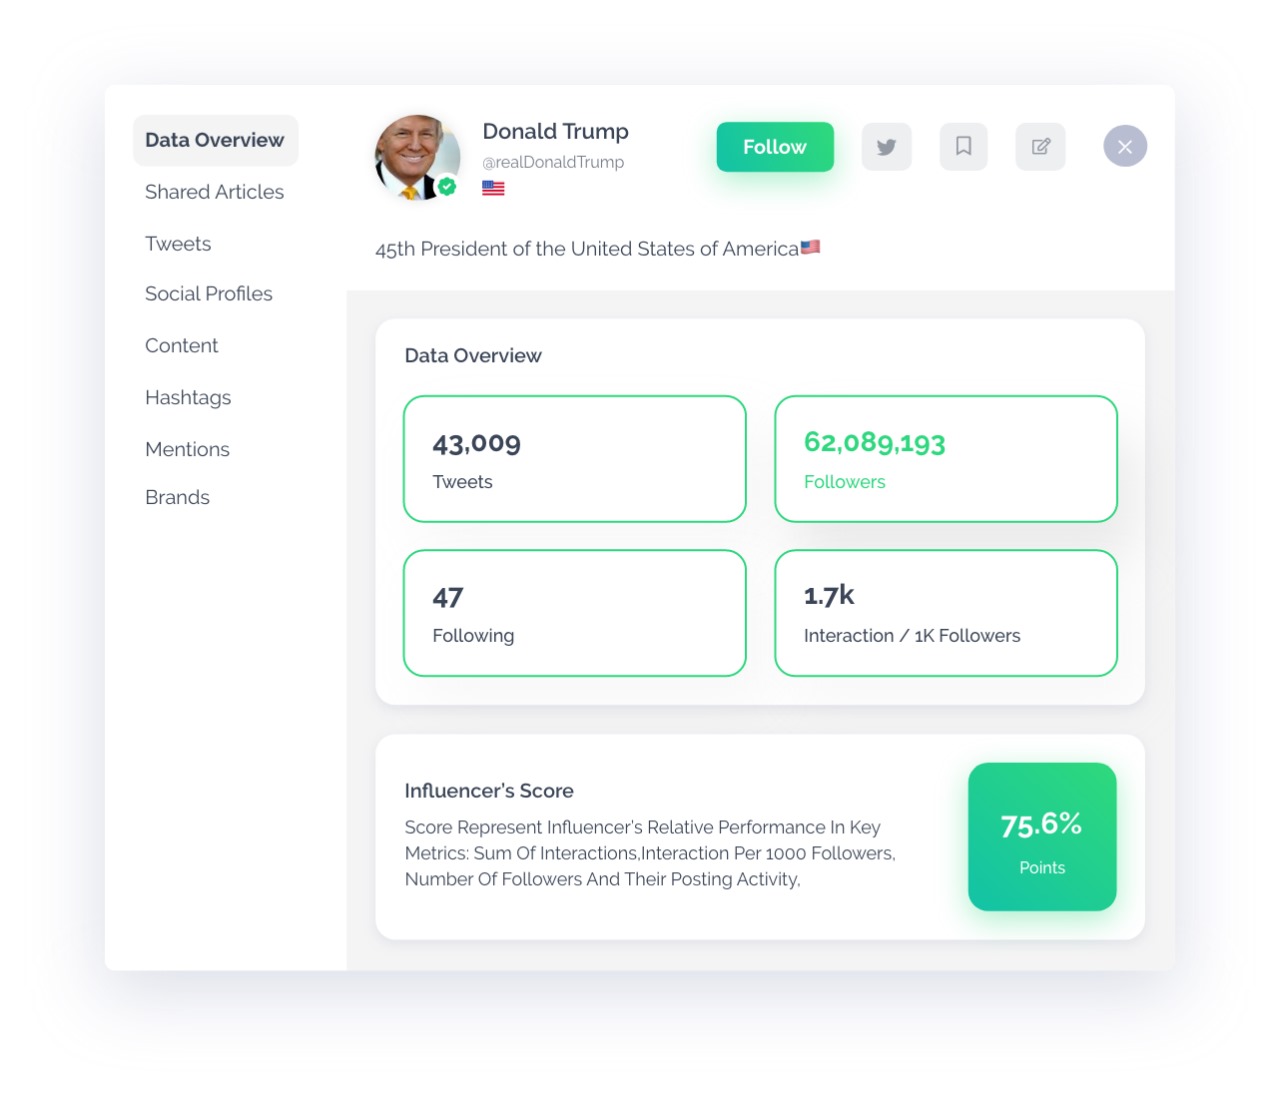 Data Overview
Shared Articles
Tweets
Social Profiles
Content
Hashtags
Mentions
Brands
Donald Trump
@realDonaldTrump
Follow
45th President of the United States of America🇺🇸
Data Overview
43,009
Tweets
62,089,193
Followers
47
Following
1.7k
Interaction / 1K Followers
Influencer's Score
Score Represent Influencer's Relative Performance In Key
Metrics: Sum Of Interactions,Interaction Per 1000 Followers,
Number Of Followers And Their Posting Activity,
75.6%
Points